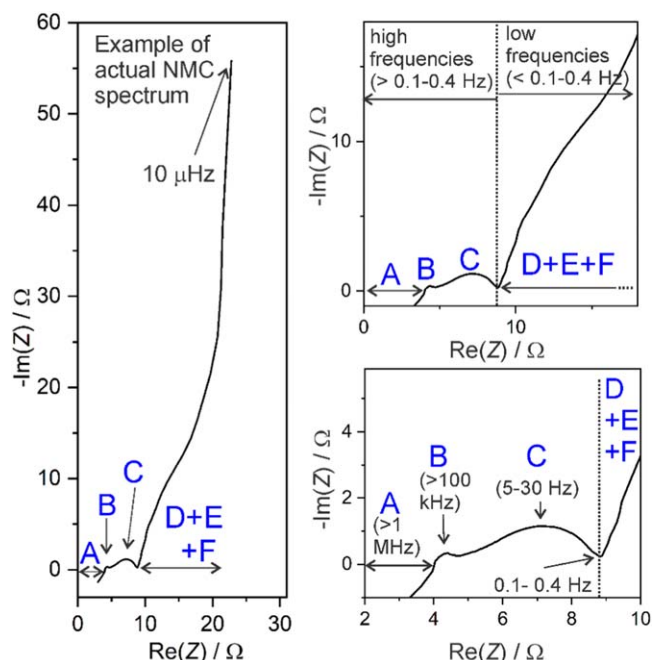 60
50
40
30
20
10
0
0 10 20 30
-Im(Z) / Ω
Re(Z) / Ω
Example of
actual NMC
spectrum
10 μHz
A
B
C
D+E
+F
10
0
0 10
-Im(Z) / Ω
Re(Z) / Ω
high
frequencies
(> 0.1-0.4 Hz)
low
frequencies
(< 0.1-0.4 Hz)
A
B
C
D+E+F
4
2
0
2 4 6 8 10
-Im(Z) / Ω
Re(Z) / Ω
A
(>1
MHz)
B
(>100
kHz)
C
(5-30 Hz)
D
+E
+F
0.1- 0.4 Hz